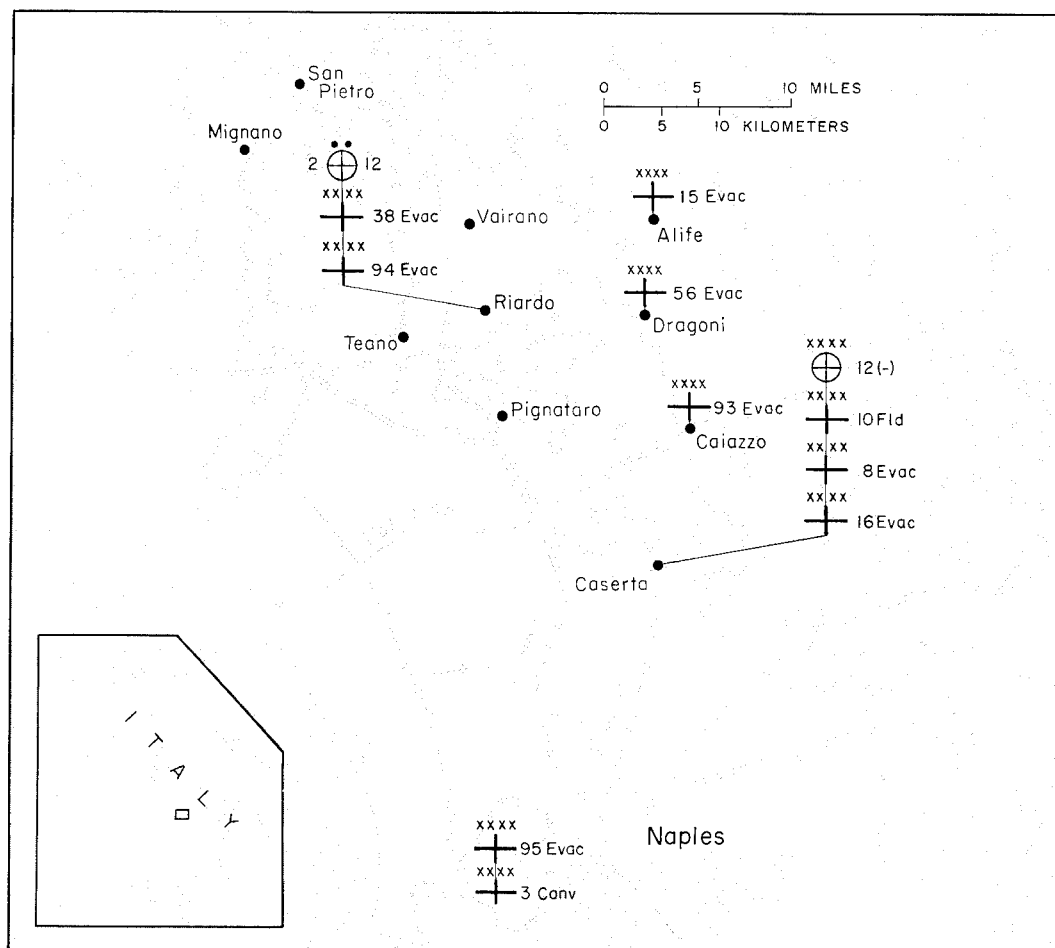 San
Pietro
0 5 10 MILES
0 5 10 KILOMETERS
Mignano
2 12
XXXX
38 Evac
XXXX
94 Evac
Vairano
XXXX
15 Evac
Alife
XXXX
56 Evac
Dragoni
Riardo
Teano
XXXX
12(-)
XXXX
10 Fld
XXXX
8 Evac
XXXX
16 Evac
XXXX
93 Evac
Caiazzo
Pignataro
Caserta
ITALY
XXXX
95 Evac
XXXX
3 Conv
Naples